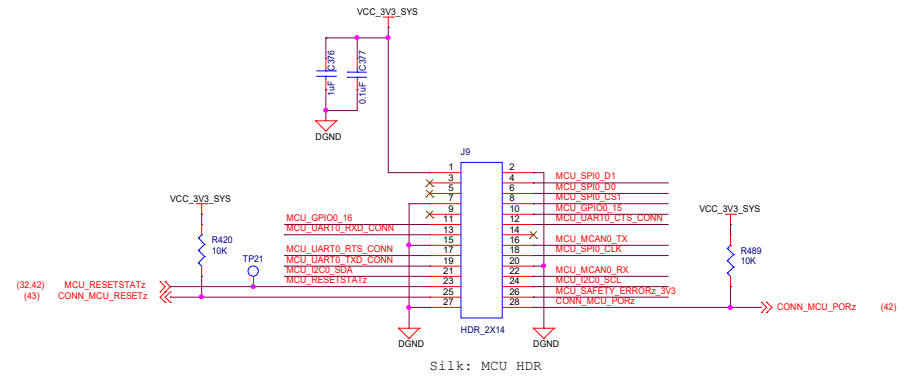 VCC_3V3_SYS
C376
1uF
C377
0.1uF
DGND
J9
1 2
3 4 MCU_SPI0_D1
5 6 MCU_SPI0_D0
7 8 MCU_SPI0_CS1
9 10 MCU_GPIO0_15
MCU_GPIO0_16 11 12 MCU_UART0_CTS_CONN
MCU_UART0_RXD_CONN 13 14
15 16 MCU_MCAN0_TX
MCU_UART0_RTS_CONN 17 18 MCU_SPI0_CLK
MCU_UART0_TXD_CONN 19 20
MCU_I2C0_SDA 21 22 MCU_MCAN0_RX
MCU_RESETSTATz 23 24 MCU_I2C0_SCL
25 26 MCU_SAFETY_ERRORz_3V3
27 28 CONN_MCU_PORz
HDR_2X14
VCC_3V3_SYS
R420
10K
TP21
(32,42) MCU_RESETSTATz
(43) CONN_MCU_RESETz
VCC_3V3_SYS
R489
10K
CONN_MCU_PORz (42)
DGND
DGND
Silk: MCU HDR